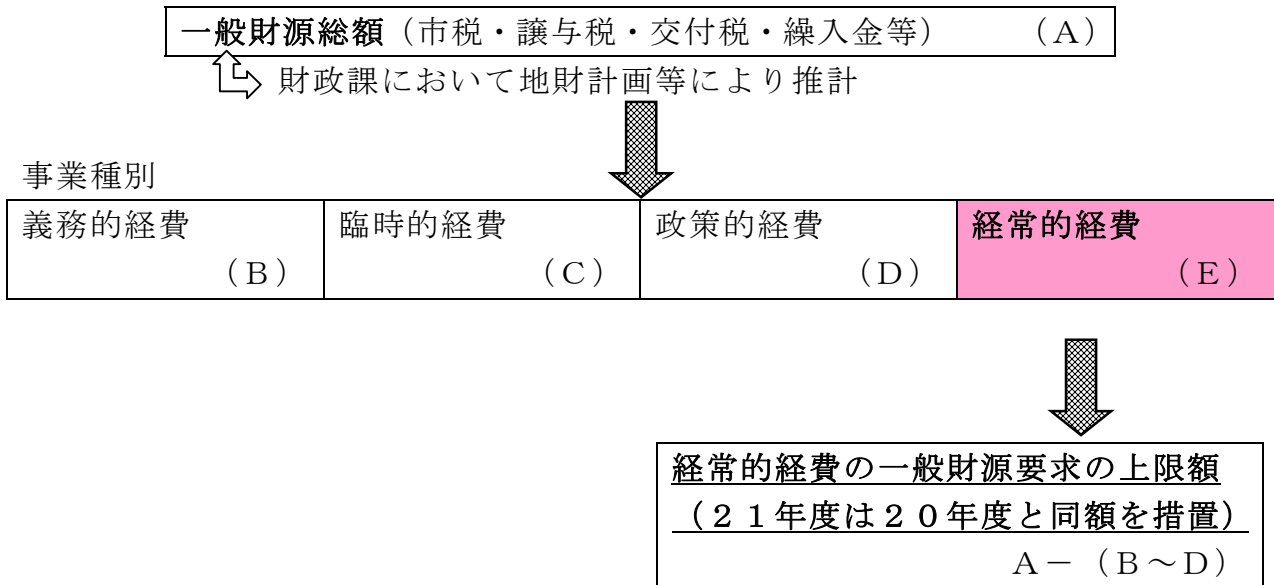 一般財源総額（市税・譲与税・交付税・繰入金等）　　（Ａ）
財政課において地財計画等により推計
事業種別
義務的経費　臨時的経費　政策的経費　経常的経費
（Ｂ）　（Ｃ）　（Ｄ）　（Ｅ）
経常的経費の一般財源要求の上限額
（２１年度は２０年度と同額を措置）
Ａ－（Ｂ～Ｄ）